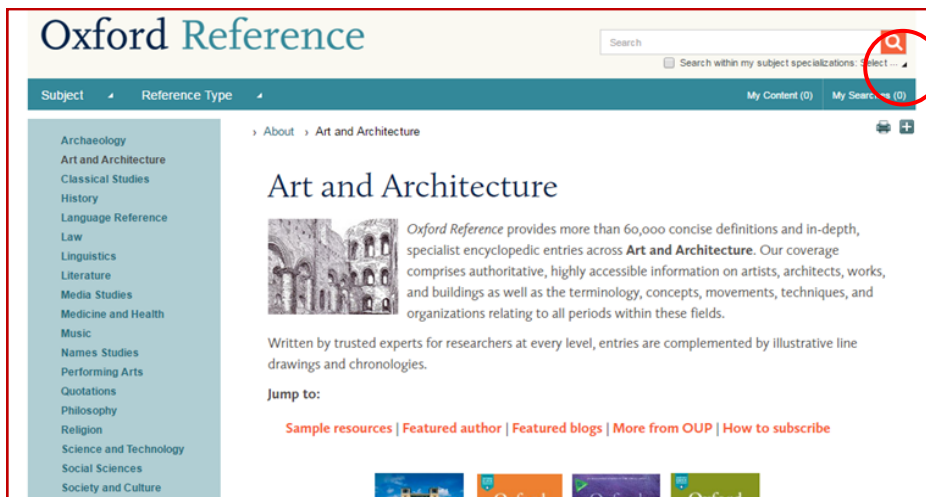 Oxford Reference
Search
Search within my subject specializations: Select ...
Subject Reference Type My Content (0) My Searches (0)
› About › Art and Architecture
Archaeology
Art and Architecture
Classical Studies
History
Language Reference
Law
Linguistics
Literature
Media Studies
Medicine and Health
Music
Names Studies
Performing Arts
Quotations
Philosophy
Religion
Science and Technology
Social Sciences
Society and Culture
Art and Architecture
Oxford Reference provides more than 60,000 concise definitions and in-depth,
specialist encyclopedic entries across Art and Architecture. Our coverage
comprises authoritative, highly accessible information on artists, architects, works,
and buildings as well as the terminology, concepts, movements, techniques, and
organizations relating to all periods within these fields.
Written by trusted experts for researchers at every level, entries are complemented by illustrative line
drawings and chronologies.
Jump to:
Sample resources | Featured author | Featured blogs | More from OUP | How to subscribe